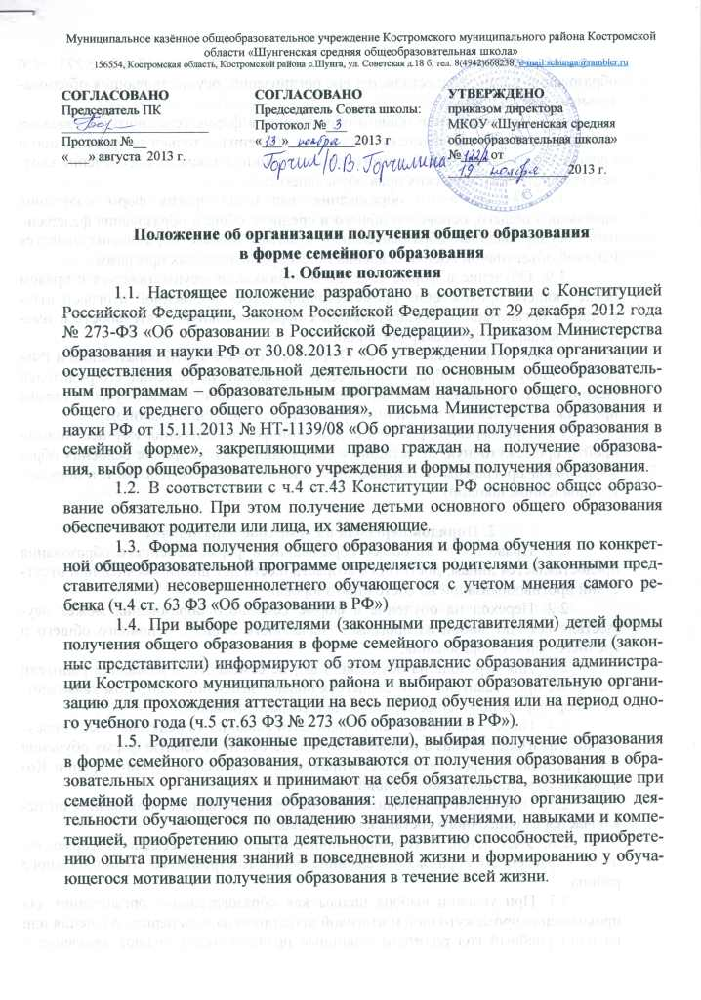 Муниципальное казённое общеобразовательное учреждение Костромского муниципального района Костромской
области «Шунгенская средняя общеобразовательная школа»
156554, Костромская область, Костромской района с.Шунга, ул. Советская д.18 б, тел. 8(4942)668238, e-mail:schunga@rambler.ru
СОГЛАСОВАНО
Председатель ПК
Протокол №__
«___» августа 2013 г.
СОГЛАСОВАНО
Председатель Совета школы:
Протокол № 3
«13» ноября 2013 г
Горчил /О.В. Горчилина
УТВЕРЖДЕНО
приказом директора
МКОУ «Шунгенская средняя
общеобразовательная школа»
№ 122/2 от
19 ноября 2013 г.
Положение об организации получения общего образования
в форме семейного образования
1. Общие положения
1.1. Настоящее положение разработано в соответствии с Конституцией
Российской Федерации, Законом Российской Федерации от 29 декабря 2012 года
№ 273-ФЗ «Об образовании в Российской Федерации», Приказом Министерства
образования и науки РФ от 30.08.2013 г «Об утверждении Порядка организации и
осуществления образовательной деятельности по основным общеобразователь-
ным программам – образовательным программам начального общего, основного
общего и среднего общего образования», письма Министерства образования и
науки РФ от 15.11.2013 № НТ-1139/08 «Об организации получения образования в
семейной форме», закрепляющими право граждан на получение образова-
ния, выбор общеобразовательного учреждения и формы получения образования.
1.2. В соответствии с ч.4 ст.43 Конституции РФ основное общее образо-
вание обязательно. При этом получение детьми основного общего образования
обеспечивают родители или лица, их заменяющие.
1.3. Форма получения общего образования и форма обучения по конкрет-
ной общеобразовательной программе определяется родителями (законными пред-
ставителями) несовершеннолетнего обучающегося с учетом мнения самого ре-
бенка (ч.4 ст. 63 ФЗ «Об образовании в РФ»)
1.4. При выборе родителями (законными представителями) детей формы
получения общего образования в форме семейного образования родители (закон-
ные представители) информируют об этом управление образования администра-
ции Костромского муниципального района и выбирают образовательную органи-
зацию для прохождения аттестации на весь период обучения или на период одно-
го учебного года (ч.5 ст.63 ФЗ № 273 «Об образовании в РФ»).
1.5. Родители (законные представители), выбирая получение образования
в форме семейного образования, отказываются от получения образования в обра-
зовательных организациях и принимают на себя обязательства, возникающие при
семейной форме получения образования: целенаправленную организацию дея-
тельности обучающегося по овладению знаниями, умениями, навыками и компе-
тенцией, приобретению опыта деятельности, развитию способностей, приобрете-
нию опыта применения знаний в повседневной жизни и формированию у обуча-
ющегося мотивации получения образования в течение всей жизни.